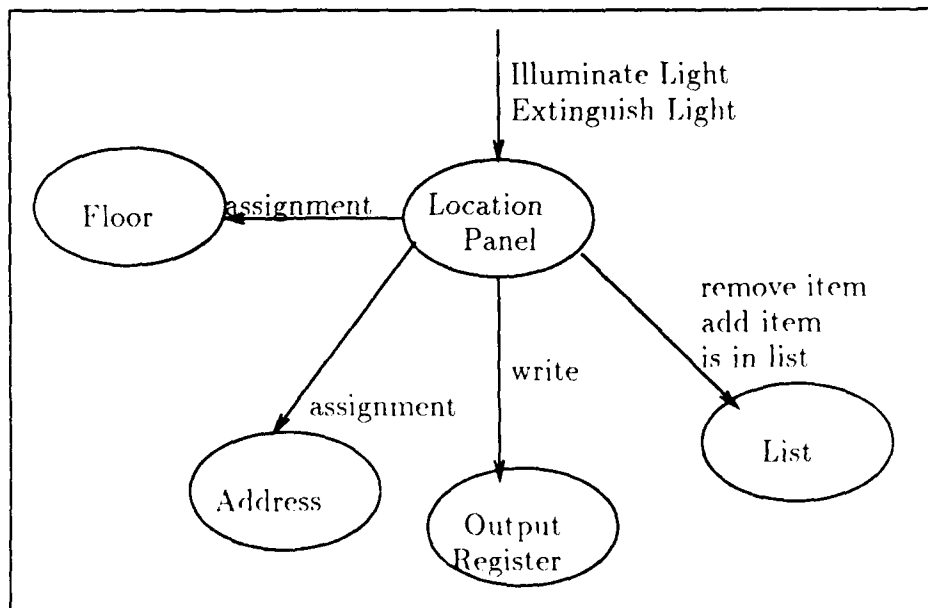 Illuminate Light
Extinguish Light
Floor
assignment
Location
Panel
remove item
add item
is in list
write
assignment
List
Address
Output
Register